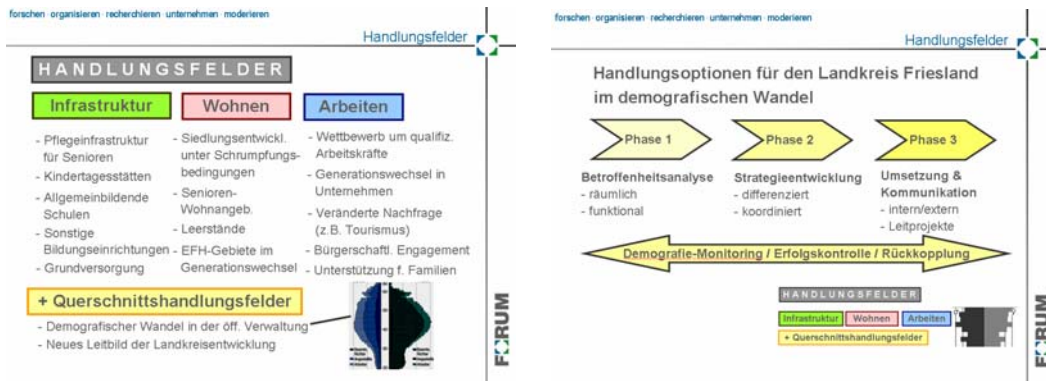 forschen · organisieren · recherchieren · unternehmen · moderieren
Handlungsfelder
HANDLUNGSFELDER
Infrastruktur
- Pflegeinfrastruktur
für Senioren
- Kindertagesstätten
- Allgemeinbildende
Schulen
- Sonstige
Bildungseinrichtungen
- Grundversorgung
Wohnen
- Siedlungsentwickl.
unter Schrumpfungs-
bedingungen
- Senioren-
Wohnangeb.
- Leerstände
- EFH-Gebiete im
Generationswechsel
Arbeiten
- Wettbewerb um qualifiz.
Arbeitskräfte
- Generationswechsel in
Unternehmen
- Veränderte Nachfrage
(z.B. Tourismus)
- Bürgerschaftl. Engagement
- Unterstützung f. Familien
+ Querschnittshandlungsfelder
- Demografischer Wandel in der öff. Verwaltung
- Neues Leitbild der Landkreisentwicklung
FORUM
forschen · organisieren · recherchieren · unternehmen · moderieren
Handlungsfelder
Handlungsoptionen für den Landkreis Friesland
im demografischen Wandel
Phase 1
Betroffenheitsanalyse
- räumlich
- funktional
Phase 2
Strategieentwicklung
- differenziert
- koordiniert
Phase 3
Umsetzung &
Kommunikation
- intern/extern
- Leitprojekte
Demografie-Monitoring / Erfolgskontrolle / Rückkopplung
HANDLUNGSFELDER
Infrastruktur
Wohnen
Arbeiten
+ Querschnittshandlungsfelder
FORUM